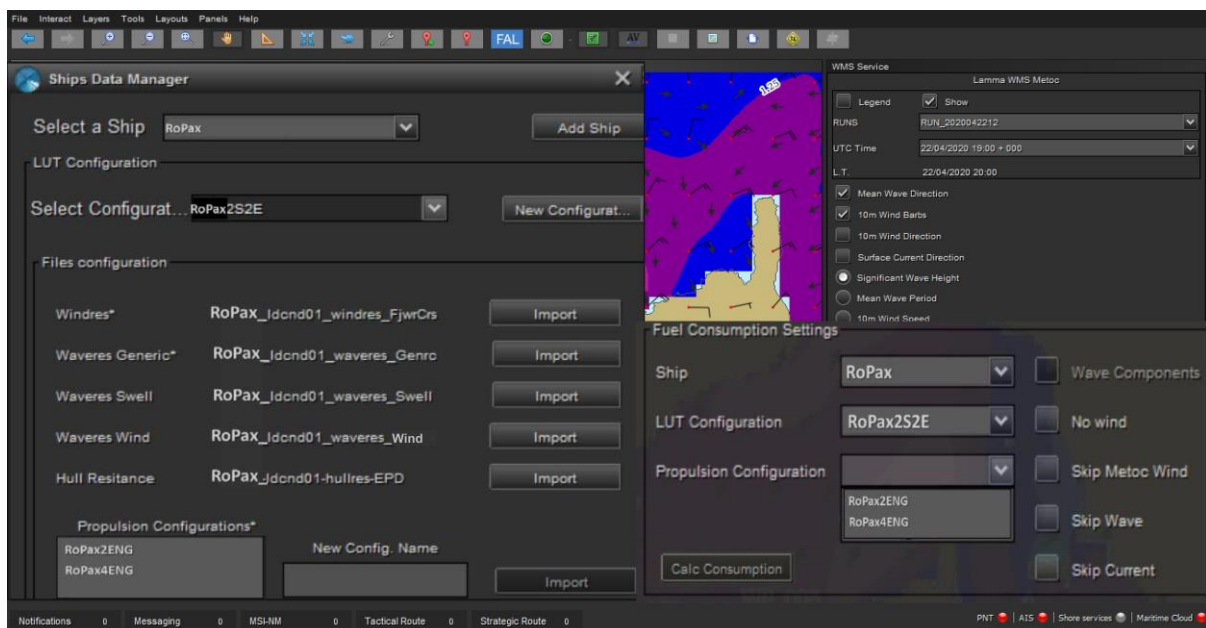 File Interact Layers Tools Layouts Panels Help
FAL AV
Ships Data Manager
Select a Ship RoPax Add Ship
LUT Configuration
Select Configurat... RoPax2S2E New Configurat...
Files configuration
Windres* RoPax_ldcnd01_windres_FjwrCrs Import
Waveres Generic* RoPax_ldcnd01_waveres_Genrc Import
Waveres Swell RoPax_ldcnd01_waveres_Swell Import
Waveres Wind RoPax_ldcnd01_waveres_Wind Import
Hull Resitance RoPax_ldcnd01-hullres-EPD Import
Propulsion Configurations*
RoPax2ENG
RoPax4ENG
New Config. Name
Import
1.25
WMS Service
Lamma WMS Metoc
Legend Show
RUNS RUN_2020042212
UTC Time 22/04/2020 19:00 + 000
L.T. 22/04/2020 20:00
Mean Wave Direction
10m Wind Barbs
10m Wind Direction
Surface Current Direction
Significant Wave Height
Mean Wave Period
10m Wind Speed
Fuel Consumption Settings
Ship RoPax Wave Components
LUT Configuration RoPax2S2E No wind
Propulsion Configuration Skip Metoc Wind
RoPax2ENG
RoPax4ENG
Skip Wave
Calc Consumption Skip Current
Notifications 0 Messaging 0 MSI-NM 0 Tactical Route 0 Strategic Route 0
PNT | AIS | Shore services | Maritime Cloud